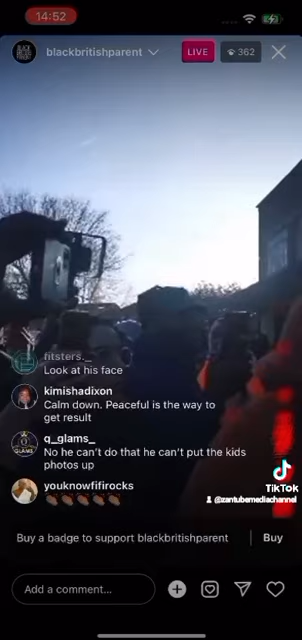 14:52
blackbritishparent
LIVE
362
fitsters._
Look at his face
kimishadixon
Calm down. Peaceful is the way to
get result
q_glams_
No he can't do that he can't put the kids
photos up
youknowfifirocks
TikTok
@zantubemediachannel
Buy a badge to support blackbritishparent
Buy
Add a comment...